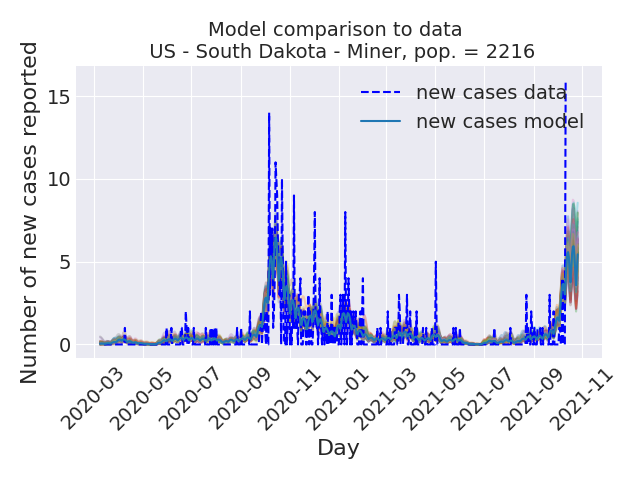 Model comparison to data
US - South Dakota - Miner, pop. = 2216
Number of new cases reported
15
10
5
0
new cases data
new cases model
2020-03
2020-05
2020-07
2020-09
2020-11
2021-01
2021-03
2021-05
2021-07
2021-09
2021-11
Day